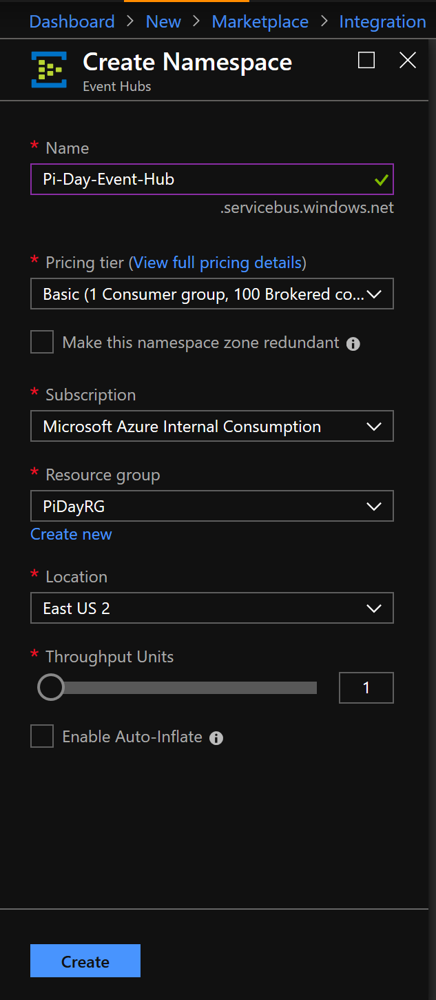 Dashboard > New > Marketplace > Integration
Create Namespace
Event Hubs
* Name
Pi-Day-Event-Hub
.servicebus.windows.net
* Pricing tier (View full pricing details)
Basic (1 Consumer group, 100 Brokered co...
Make this namespace zone redundant
* Subscription
Microsoft Azure Internal Consumption
* Resource group
PiDayRG
Create new
* Location
East US 2
* Throughput Units
1
Enable Auto-Inflate
Create